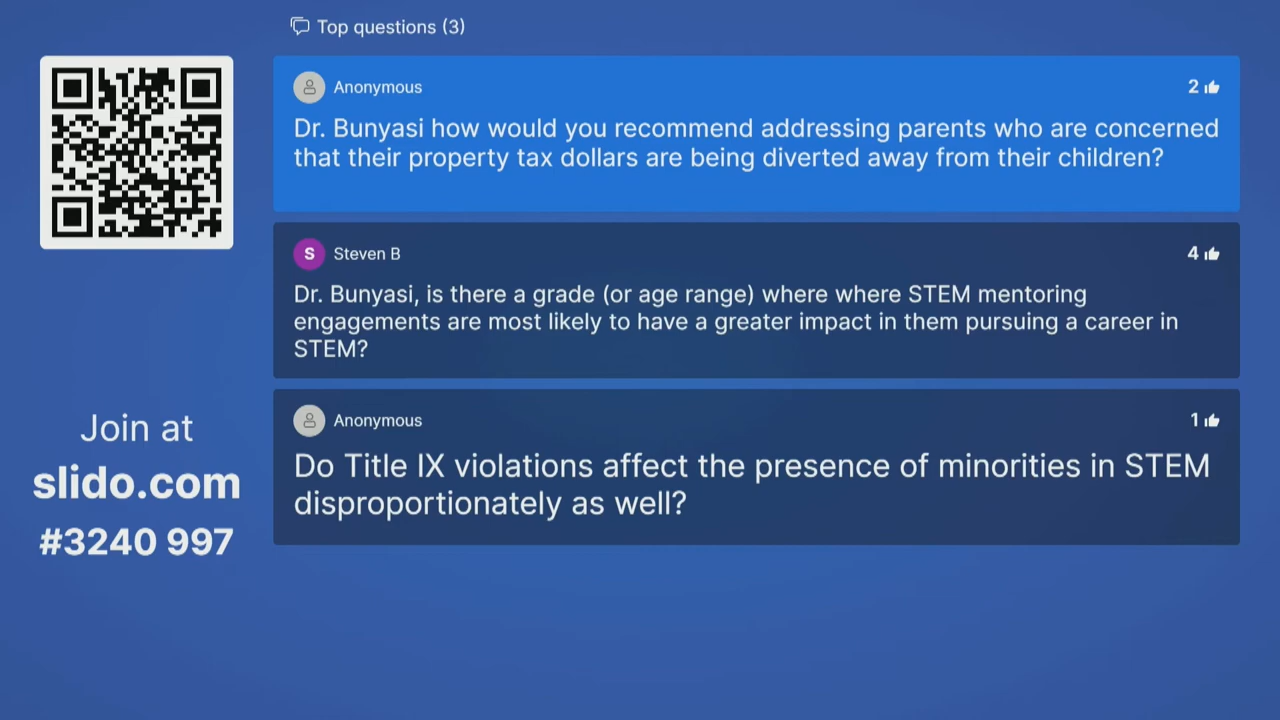 Top questions (3)
Anonymous
2
Dr. Bunyasi how would you recommend addressing parents who are concerned
that their property tax dollars are being diverted away from their children?
S
Steven B
4
Dr. Bunyasi, is there a grade (or age range) where where STEM mentoring
engagements are most likely to have a greater impact in them pursuing a career in
STEM?
Anonymous
1
Do Title IX violations affect the presence of minorities in STEM
disproportionately as well?
Join at
slido.com
#3240 997